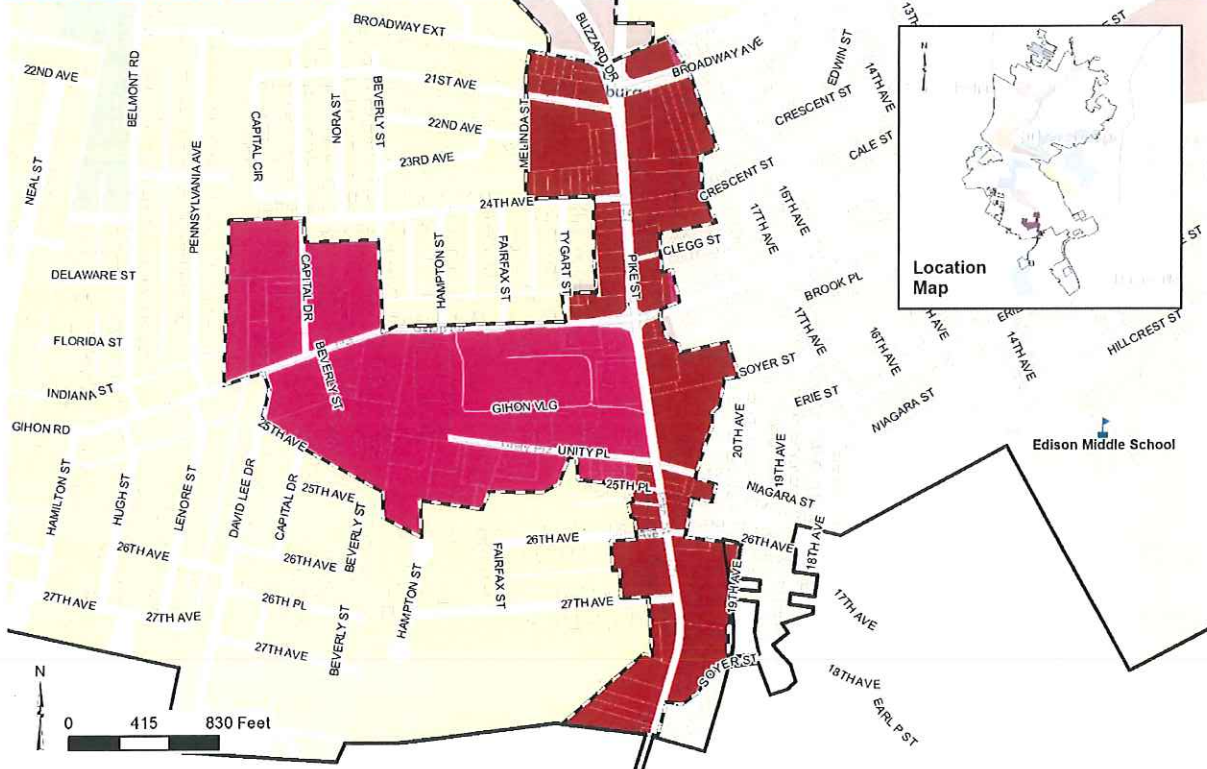 BROADWAY EXT
BLIZZARD DR
BROADWAY AVE
22ND AVE
BELMONT RD
21ST AVE
BEVERLY ST
NORA ST
CAPITAL CIR
MELINDA ST
22ND AVE
23RD AVE
24TH AVE
NEAL ST
PENNSYLVANIA AVE
EDWIN ST
14TH AVE
CRESCENT ST
CALE ST
CRESCENT ST
16TH AVE
17TH AVE
CLEGG ST
N
Location
Map
DELAWARE ST
CAPITAL DR
HAMPTON ST
FAIRFAX ST
TYGART ST
PIKE ST
BROOK PL
17TH AVE
16TH AVE
14TH AVE
HILLCREST ST
FLORIDA ST
INDIANA ST
BEVERLY ST
SOYER ST
ERIE ST
NIAGARA ST
GIHON VLG
GIHON RD
25TH AVE
UNITY PL
20TH AVE
19TH AVE
Edison Middle School
25TH PL
NIAGARA ST
HAMILTON ST
HUGH ST
LENORE ST
DAVID LEE DR
CAPITAL DR
25TH AVE
BEVERLY ST
26TH AVE
26TH AVE
26TH AVE
26TH AVE
18TH AVE
HAMPTON ST
FAIRFAX ST
27TH AVE
27TH AVE
26TH PL
27TH AVE
19TH AVE
17TH AVE
27TH AVE
BEVERLY ST
SOYER ST
18TH AVE
EARL P ST
N
0 415 830 Feet